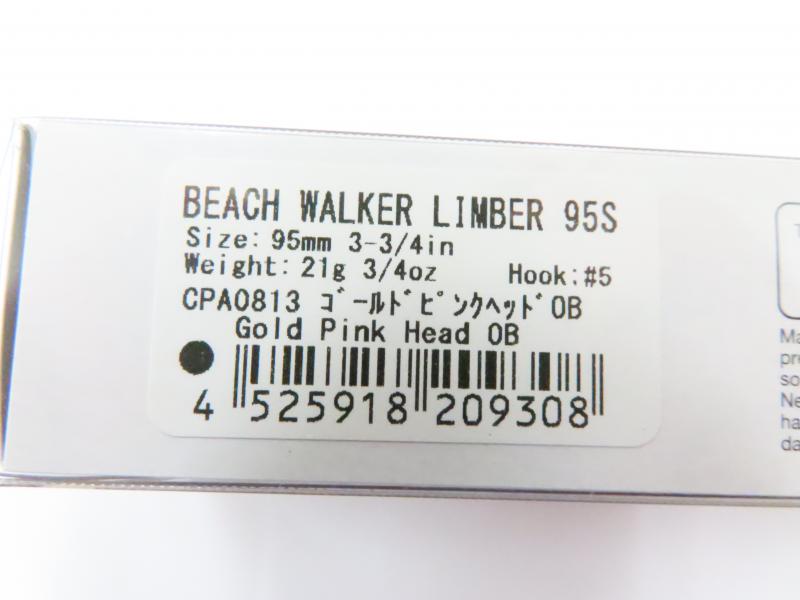 BEACH WALKER LIMBER 95S
Size: 95mm 3-3/4in
Weight: 21g 3/4oz Hook:#5
CPA0813 ｺﾞｰﾙﾄﾞﾋﾟﾝｸﾍｯﾄﾞOB
Gold Pink Head OB
4 525918 209308